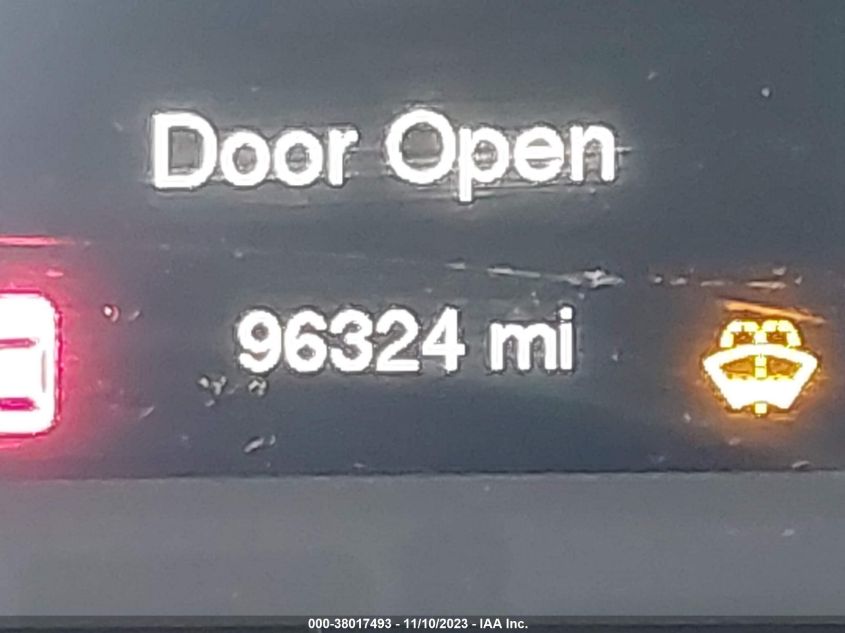 Door Open
96324 mi
000-38017493 - 11/10/2023 - IAA Inc.